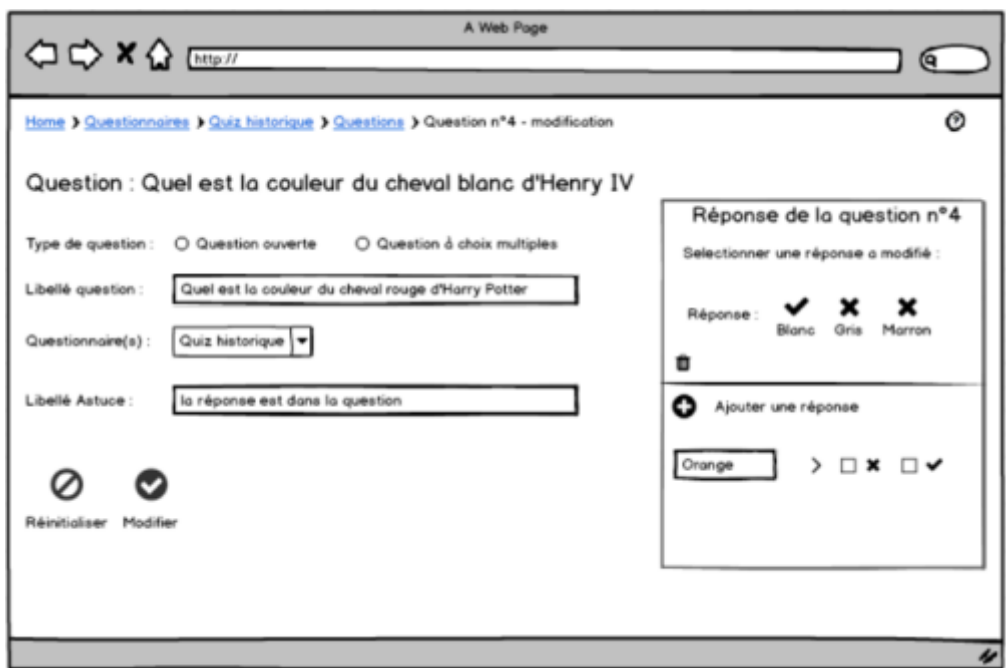 A Web Page
http://
Home > Questionnaires > Quiz historique > Questions > Question n°4 - modification
Question : Quel est la couleur du cheval blanc d'Henry IV
Type de question : Question ouverte Question à choix multiples
Libellé question : Quel est la couleur du cheval rouge d'Harry Potter
Questionnaire(s) : Quiz historique
Libellé Astuce : la réponse est dans la question
Réinitialiser Modifier
Réponse de la question n°4
Selectionner une réponse a modifié :
Réponse :
Blanc Gris Marron
Ajouter une réponse
Orange >